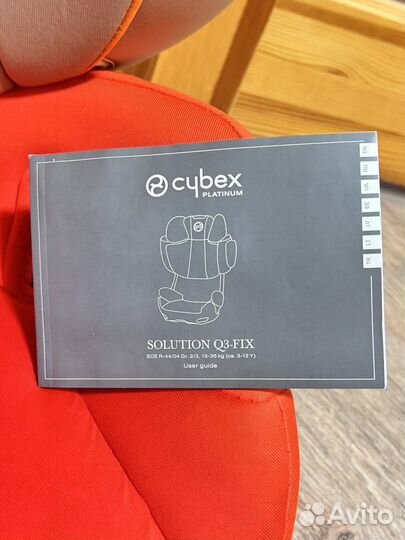 cybex
PLATINUM
EN
RU
UA
EE
LV
LT
TR
SOLUTION Q3-FIX
ECE R-44/04 Gr. 2/3, 15-36 kg (ca. 3-12 Y)
User guide
Avito